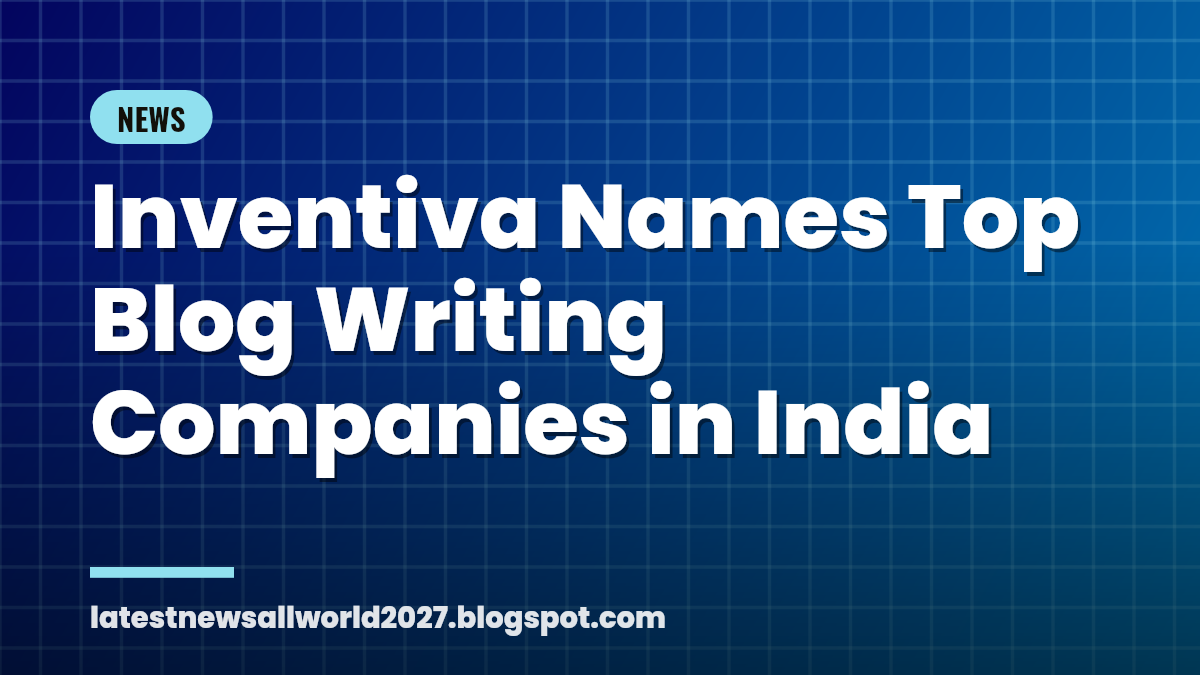 NEWS
Inventiva Names Top
Blog Writing
Companies in India
latestnewsallworld2027.blogspot.com